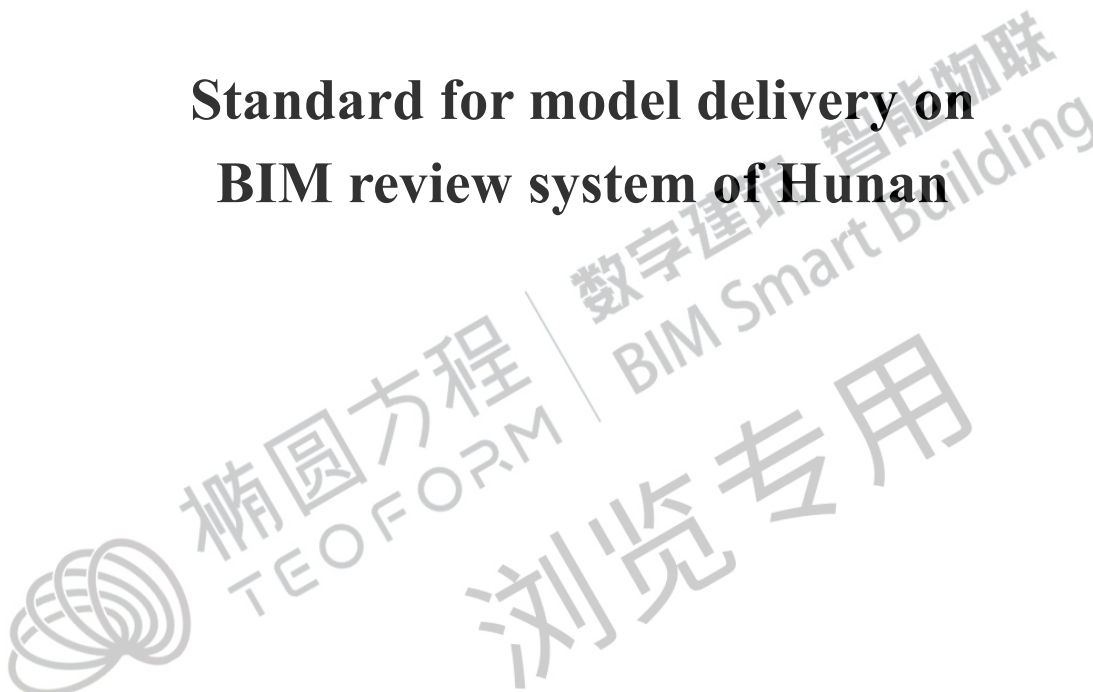 Standard for model delivery on
BIM review system of Hunan
数字建筑 智能物联
BIM Smart Building
椭圆方程
TEOFORM
浏览专用